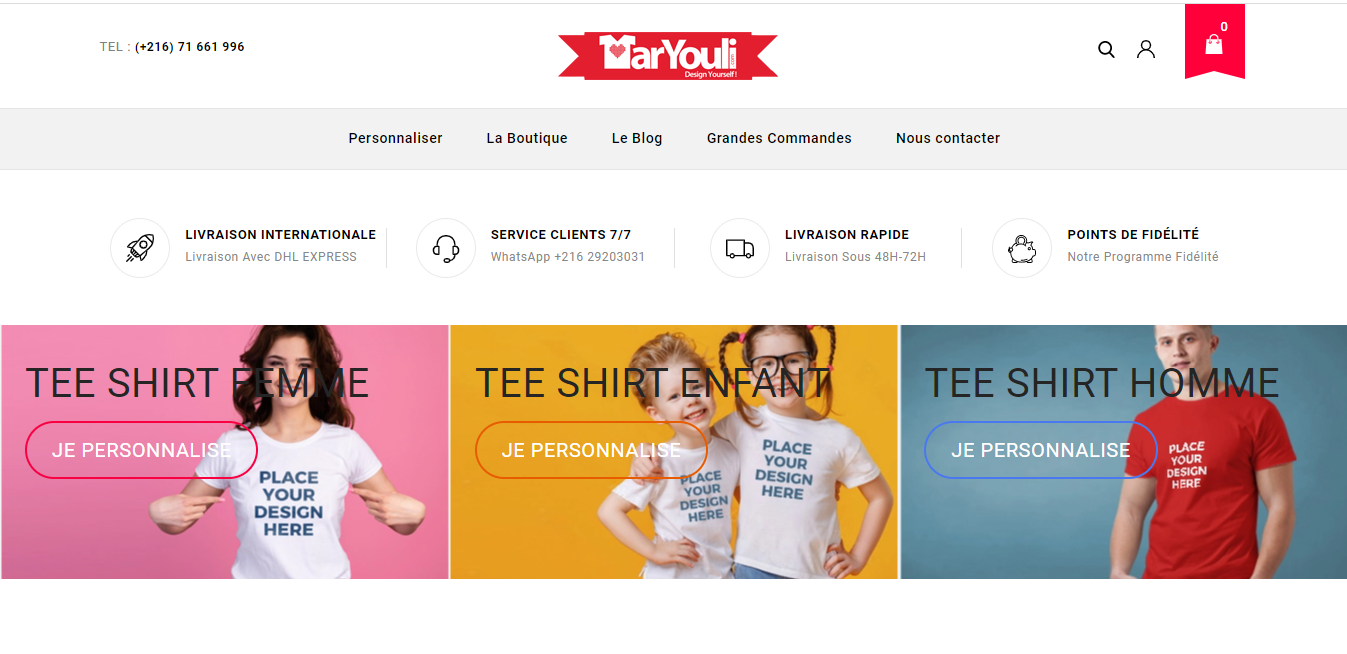 TEL : (+216) 71 661 996
MarYouli.com
Design Yourself !
0
Personnaliser La Boutique Le Blog Grandes Commandes Nous contacter
LIVRAISON INTERNATIONALE
Livraison Avec DHL EXPRESS
SERVICE CLIENTS 7/7
WhatsApp +216 29203031
LIVRAISON RAPIDE
Livraison Sous 48H-72H
POINTS DE FIDÉLITÉ
Notre Programme Fidélité
TEE SHIRT FEMME
JE PERSONNALISE
PLACE
YOUR
DESIGN
HERE
TEE SHIRT ENFANT
JE PERSONNALISE
PLACE
YOUR
DESIGN
HERE
PLACE
YOUR
DESIGN
HERE
TEE SHIRT HOMME
JE PERSONNALISE
PLACE
YOUR
DESIGN
HERE